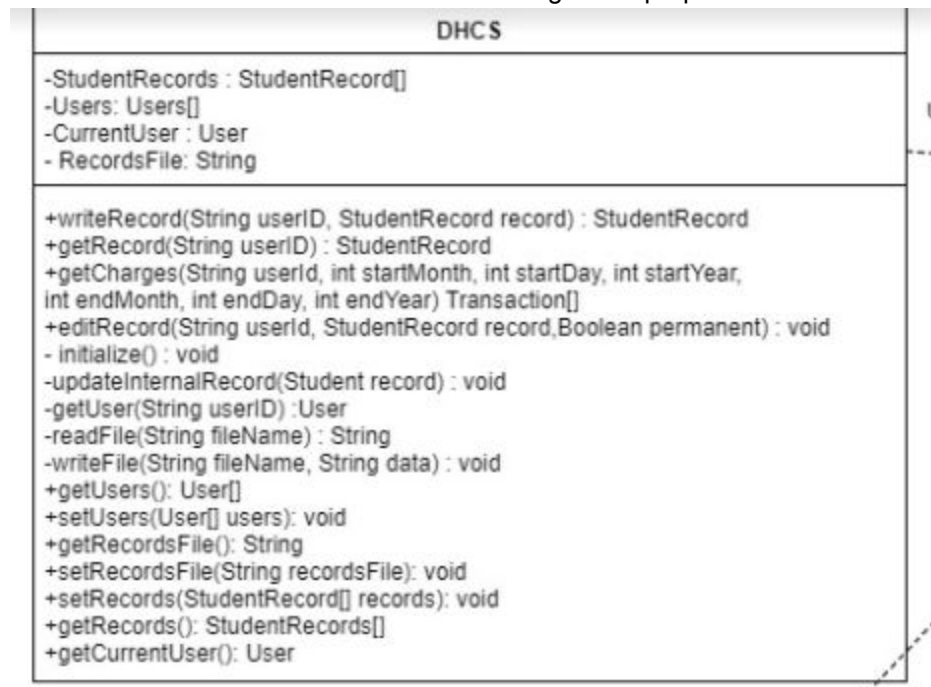 DHCS
-StudentRecords : StudentRecord[]
-Users: Users[]
-CurrentUser : User
- RecordsFile: String
+writeRecord(String userID, StudentRecord record) : StudentRecord
+getRecord(String userID) : StudentRecord
+getCharges(String userId, int startMonth, int startDay, int startYear,
int endMonth, int endDay, int endYear) Transaction[]
+editRecord(String userId, StudentRecord record,Boolean permanent) : void
- initialize() : void
-updateInternalRecord(Student record) : void
-getUser(String userID) :User
-readFile(String fileName) : String
-writeFile(String fileName, String data) : void
+getUsers(): User[]
+setUsers(User[] users): void
+getRecordsFile(): String
+setRecordsFile(String recordsFile): void
+setRecords(StudentRecord[] records): void
+getRecords(): StudentRecords[]
+getCurrentUser(): User